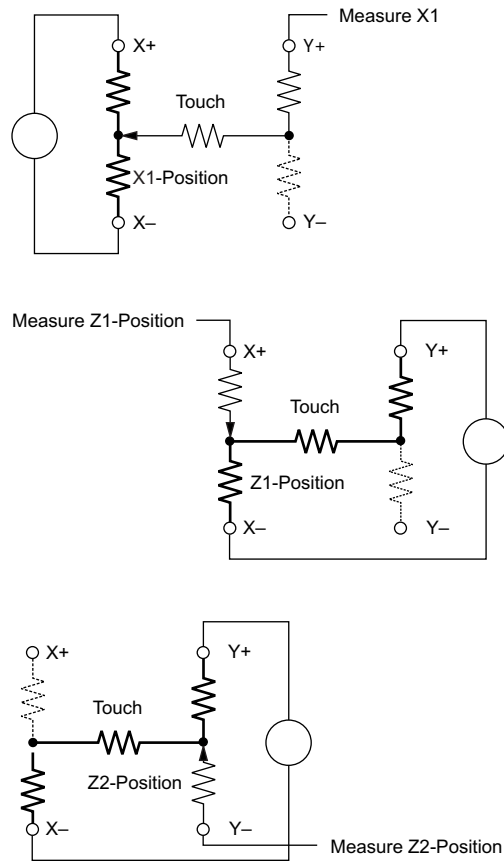 Measure X1
X+
Y+
Touch
X1-Position
X–
Y–
Measure Z1-Position
X+
Y+
Touch
Z1-Position
X–
Y–
X+
Y+
Touch
Z2-Position
X–
Y–
Measure Z2-Position